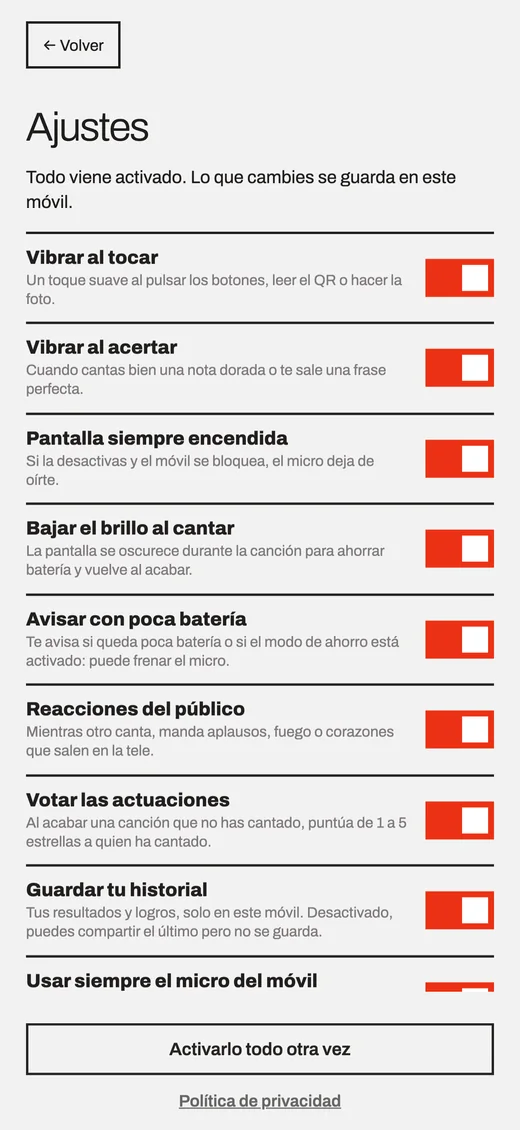 ← Volver
Ajustes
Todo viene activado. Lo que cambies se guarda en este
móvil.
Vibrar al tocar
Un toque suave al pulsar los botones, leer el QR o hacer la
foto.
Vibrar al acertar
Cuando cantas bien una nota dorada o te sale una frase
perfecta.
Pantalla siempre encendida
Si la desactivas y el móvil se bloquea, el micro deja de
oírte.
Bajar el brillo al cantar
La pantalla se oscurece durante la canción para ahorrar
batería y vuelve al acabar.
Avisar con poca batería
Te avisa si queda poca batería o si el modo de ahorro está
activado: puede frenar el micro.
Reacciones del público
Mientras otro canta, manda aplausos, fuego o corazones
que salen en la tele.
Votar las actuaciones
Al acabar una canción que no has cantado, puntúa de 1 a 5
estrellas a quien ha cantado.
Guardar tu historial
Tus resultados y logros, solo en este móvil. Desactivado,
puedes compartir el último pero no se guarda.
Usar siempre el micro del móvil
Activarlo todo otra vez
Política de privacidad